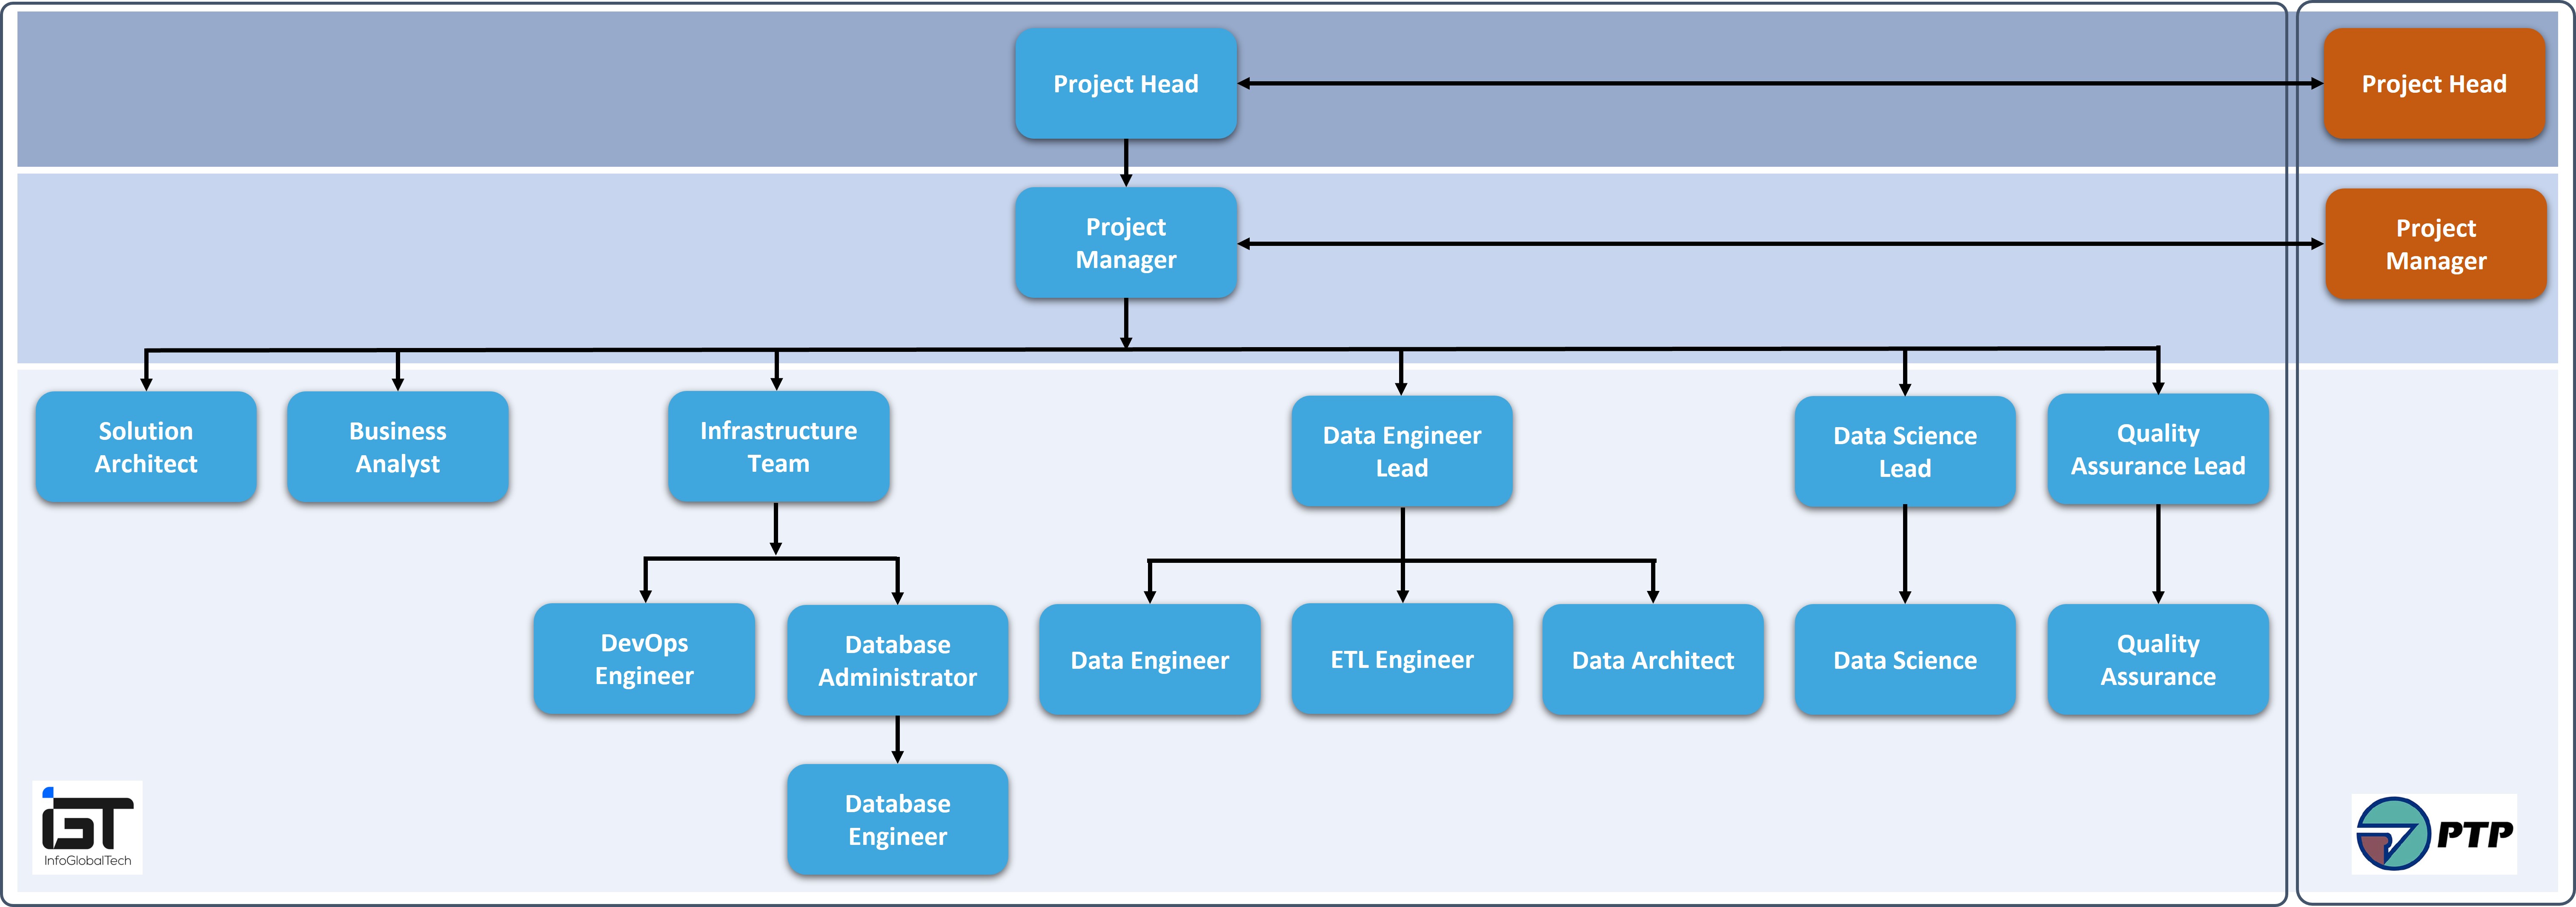 Project Head
Project Head
Project
Manager
Project
Manager
Solution
Architect
Business
Analyst
Infrastructure
Team
Data Engineer
Lead
Data Science
Lead
Quality
Assurance Lead
DevOps
Engineer
Database
Administrator
Data Engineer
ETL Engineer
Data Architect
Data Science
Quality
Assurance
Database
Engineer
iGT
InfoGlobalTech
PTP